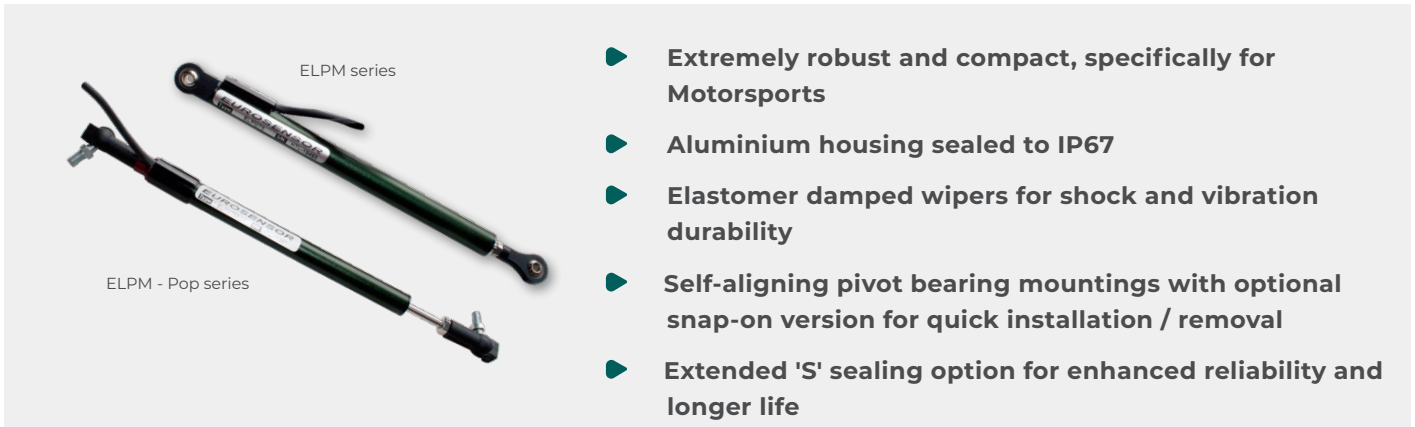 ELPM series
EUROSENSOR
EUROSENSOR
ELPM - Pop series
Extremely robust and compact, specifically for
Motorsports
Aluminium housing sealed to IP67
Elastomer damped wipers for shock and vibration
durability
Self-aligning pivot bearing mountings with optional
snap-on version for quick installation / removal
Extended 'S' sealing option for enhanced reliability and
longer life